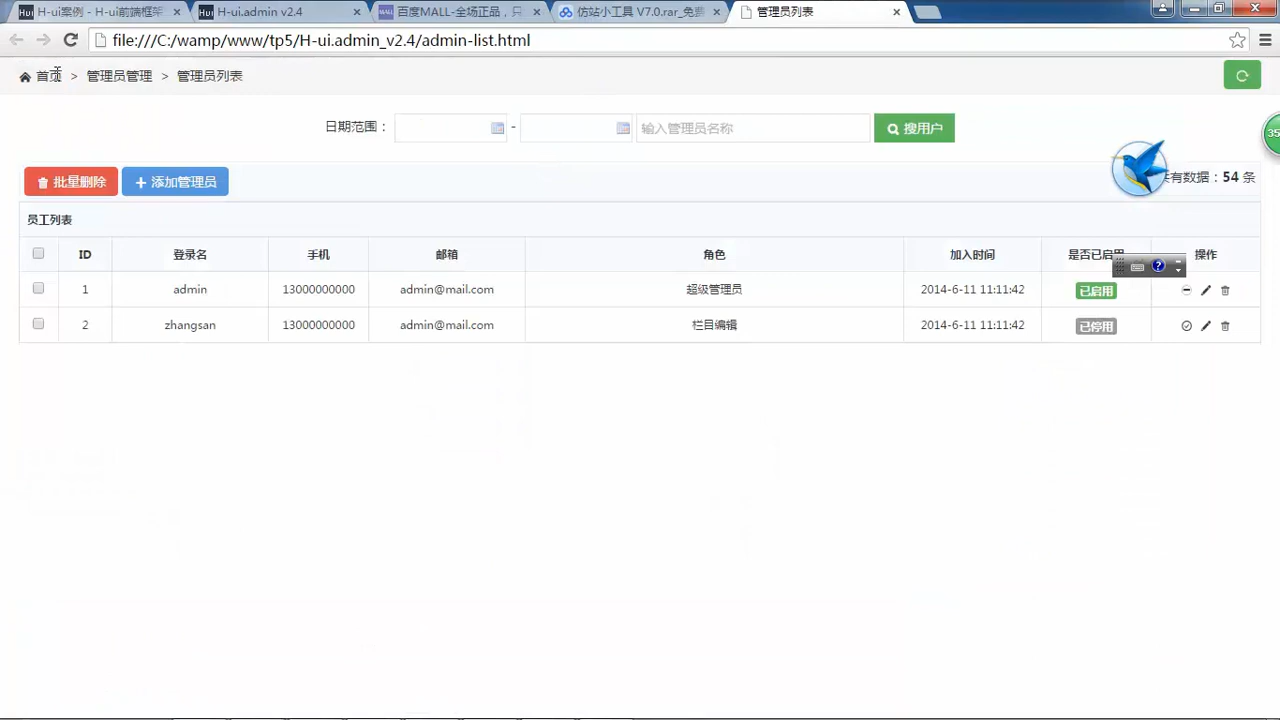 H-ui案例 - H-ui前端框架
H-ui.admin v2.4
百度MALL-全场正品，只
仿站小工具 V7.0.rar_免费
管理员列表
file:///C:/wamp/www/tp5/H-ui.admin_v2.4/admin-list.html
首页 > 管理员管理 > 管理员列表
日期范围： - 输入管理员名称 搜用户
批量删除 添加管理员 有数据：54 条
35
员工列表
ID 登录名 手机 邮箱 角色 加入时间 是否已启用 操作
1 admin 13000000000 admin@mail.com 超级管理员 2014-6-11 11:11:42 已启用
2 zhangsan 13000000000 admin@mail.com 栏目编辑 2014-6-11 11:11:42 已停用